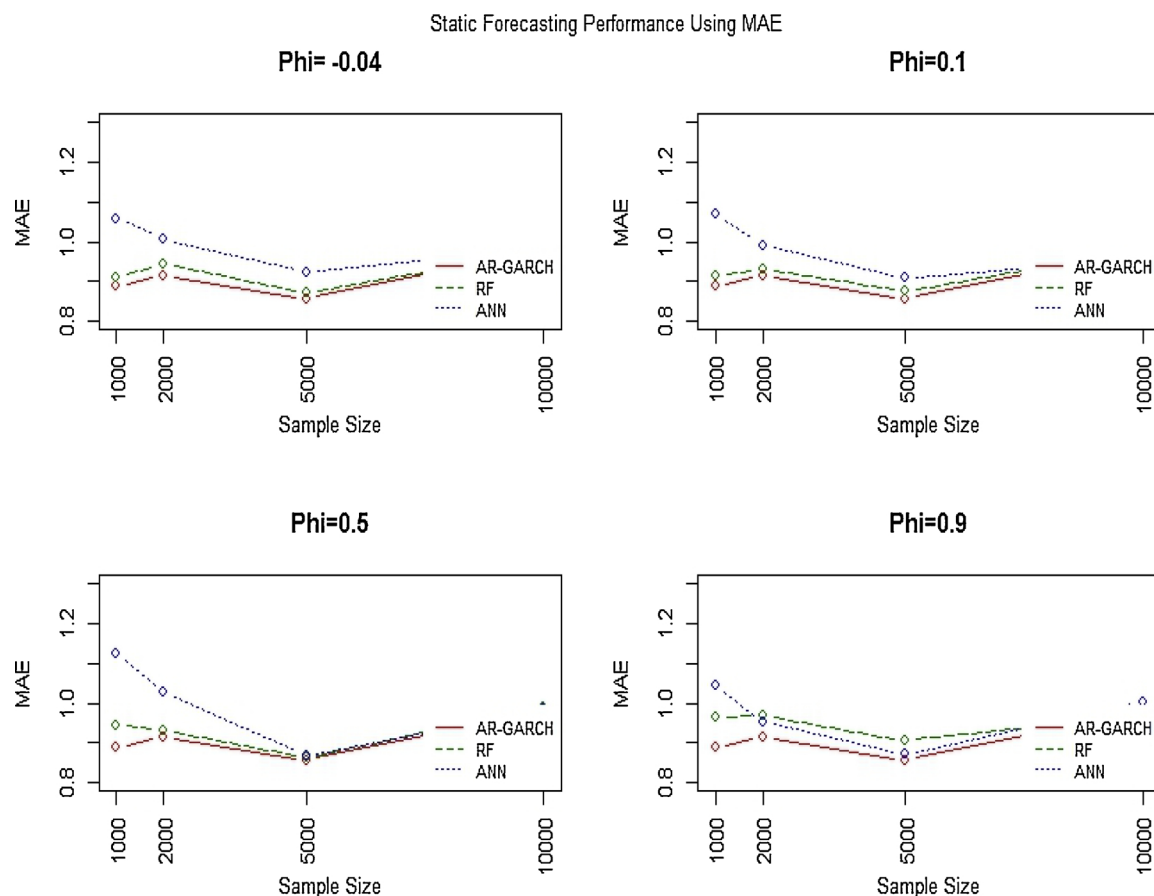 Static Forecasting Performance Using MAE
Phi= -0.04
MAE
0.8
1.0
1.2
1000
2000
5000
10000
Sample Size
AR-GARCH
RF
ANN
Phi=0.1
MAE
0.8
1.0
1.2
1000
2000
5000
10000
Sample Size
AR-GARCH
RF
ANN
Phi=0.5
MAE
0.8
1.0
1.2
1000
2000
5000
10000
Sample Size
AR-GARCH
RF
ANN
Phi=0.9
MAE
0.8
1.0
1.2
1000
2000
5000
10000
Sample Size
AR-GARCH
RF
ANN